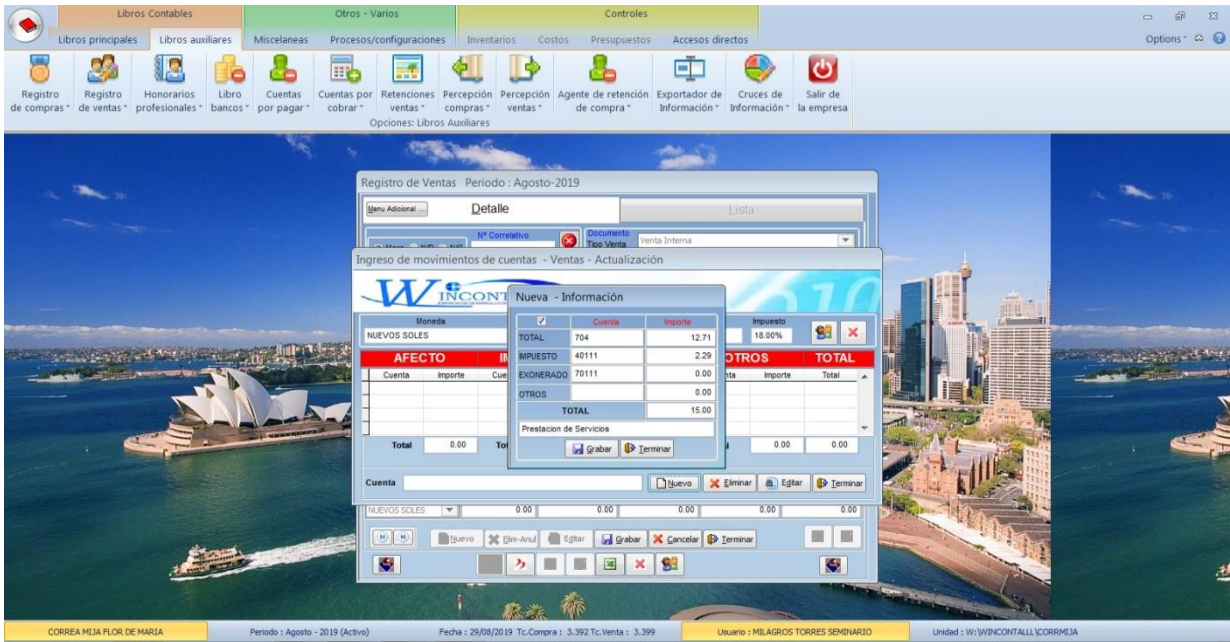 Libros Contables Otros - Varios Controles
Libros principales Libros auxiliares Miscelaneas Procesos/configuraciones Inventarios Costos Presupuestos Accesos directos Options
Registro de compras
Registro de ventas
Honorarios profesionales
Libro bancos
Cuentas por pagar
Cuentas por cobrar
Retenciones ventas
Percepción compras
Percepción ventas
Agente de retención de compra
Exportador de Información
Cruces de Información
Salir de la empresa
Opciones: Libros Auxiliares
Registro de Ventas Periodo : Agosto-2019
Menu Adicional ... Detalle Lista
Nº Correlativo Documento
Tipo Venta Venta Interna
Ingreso de movimientos de cuentas - Ventas - Actualización
WINCONT
Moneda Impuesto
NUEVOS SOLES 18.00%
AFECTO OTROS TOTAL
Cuenta Importe Importe Total
Total 0.00 0.00 0.00
Nueva - Información
Cuenta Importe
TOTAL 704 12.71
IMPUESTO 40111 2.29
EXONERADO 70111 0.00
OTROS 0.00
TOTAL 15.00
Prestacion de Servicios
Grabar Terminar
Cuenta Nuevo Eliminar Editar Terminar
NUEVOS SOLES 0.00 0.00 0.00 0.00 0.00
Nuevo Elim-Anul Editar Grabar Cancelar Terminar
CORREA MIJA FLOR DE MARIA Periodo : Agosto - 2019 (Activo) Fecha : 29/08/2019 Tc.Compra : 3.392 Tc.Venta : 3.399 Usuario : MILAGROS TORRES SEMINARIO Unidad : W:\WINCONTALLL\CORRMIJA